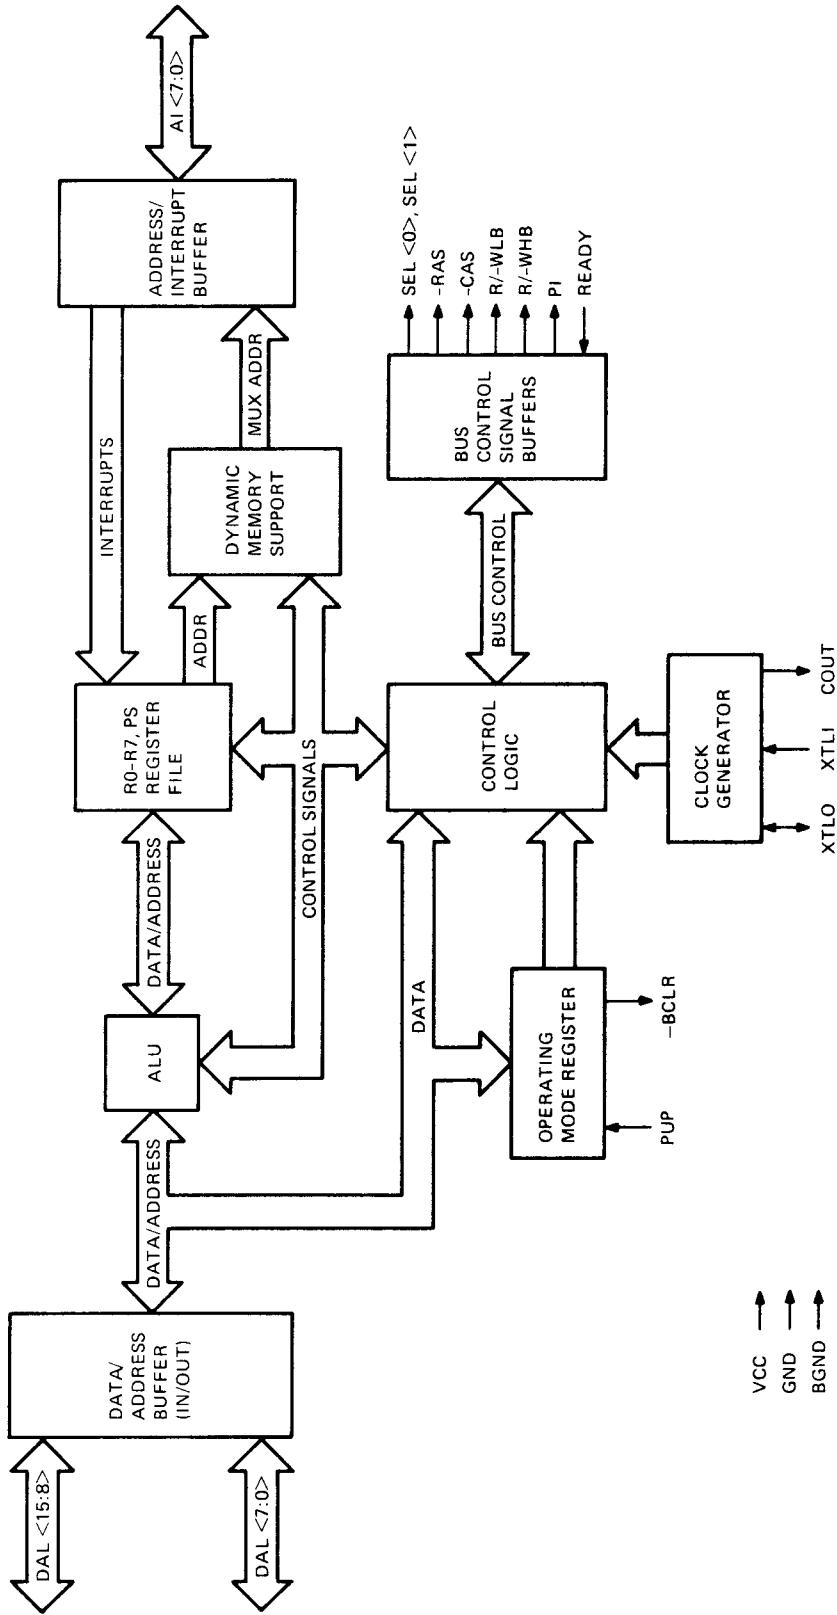 DAL <15:8>
DAL <7:0>
DATA/
ADDRESS
BUFFER
(IN/OUT)
DATA/ADDRESS
ALU
DATA/ADDRESS
R0-R7, PS
REGISTER
FILE
INTERRUPTS
ADDR
DYNAMIC
MEMORY
SUPPORT
MUX ADDR
ADDRESS/
INTERRUPT
BUFFER
AI <7:0>
CONTROL SIGNALS
DATA
OPERATING
MODE REGISTER
PUP
-BCLR
CONTROL
LOGIC
BUS CONTROL
BUS
CONTROL
SIGNAL
BUFFERS
SEL <0>, SEL <1>
-RAS
-CAS
R/-WLB
R/-WHB
PI
READY
CLOCK
GENERATOR
XTLO
XTLI
COUT
VCC
GND
BGND